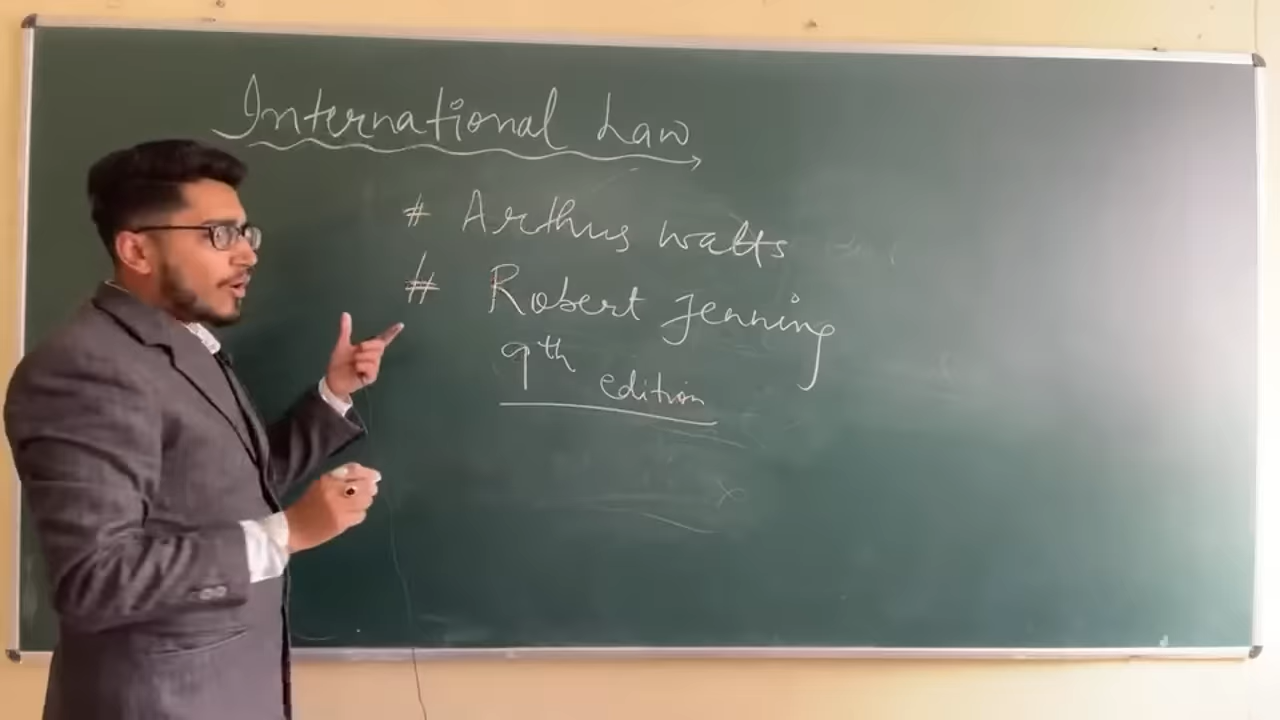 International Law
# Arthus watts
# Robert Jenning
9th edition